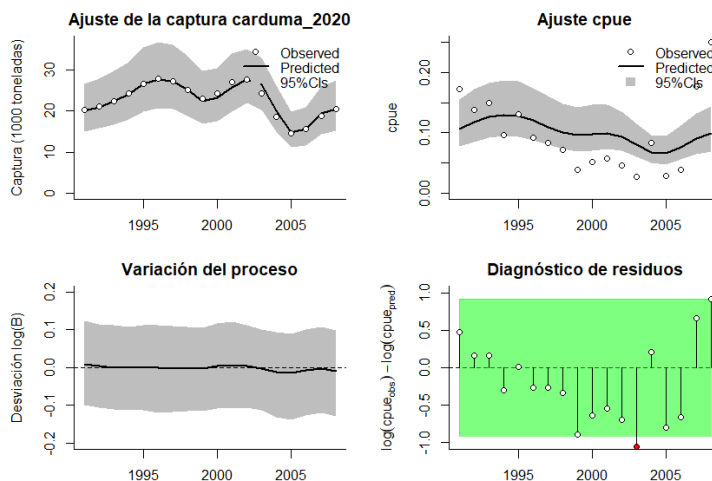 Ajuste de la captura carduma_2020
Captura (1000 toneladas)
0 10 20 30
1995 2000 2005
Observed
Predicted
95%CIs
Ajuste cpue
cpue
0.00 0.10 0.20
1995 2000 2005
Observed
Predicted
95%CIs
Variación del proceso
Desviación log(B)
-0.2 -0.1 0.0 0.1 0.2
1995 2000 2005
Diagnóstico de residuos
log(cpue_obs) − log(cpue_pred)
-1.0 -0.5 0.0 0.5 1.0
1995 2000 2005